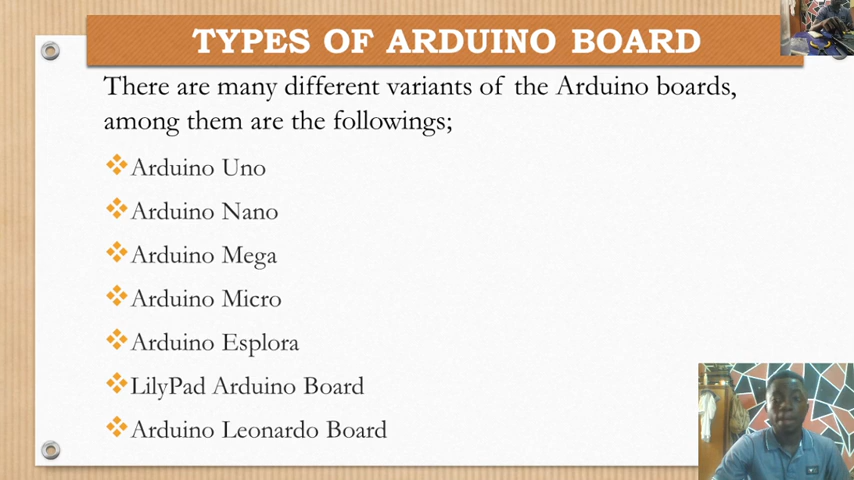 TYPES OF ARDUINO BOARD
There are many different variants of the Arduino boards,
among them are the followings;
Arduino Uno
Arduino Nano
Arduino Mega
Arduino Micro
Arduino Esplora
LilyPad Arduino Board
Arduino Leonardo Board